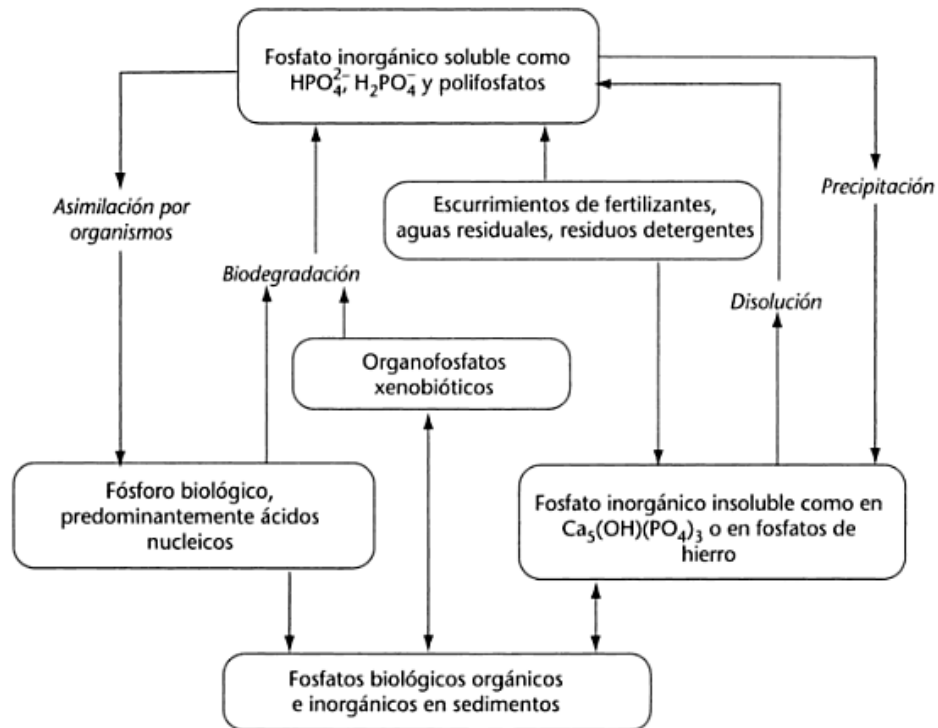 Fosfato inorgánico soluble como
HPO₄²⁻, H₂PO₄⁻ y polifosfatos
Asimilación por
organismos
Precipitación
Escurrimientos de fertilizantes,
aguas residuales, residuos detergentes
Biodegradación
Disolución
Organofosfatos
xenobióticos
Fósforo biológico,
predominantemente ácidos
nucleicos
Fosfato inorgánico insoluble como en
Ca₅(OH)(PO₄)₃ o en fosfatos de
hierro
Fosfatos biológicos orgánicos
e inorgánicos en sedimentos